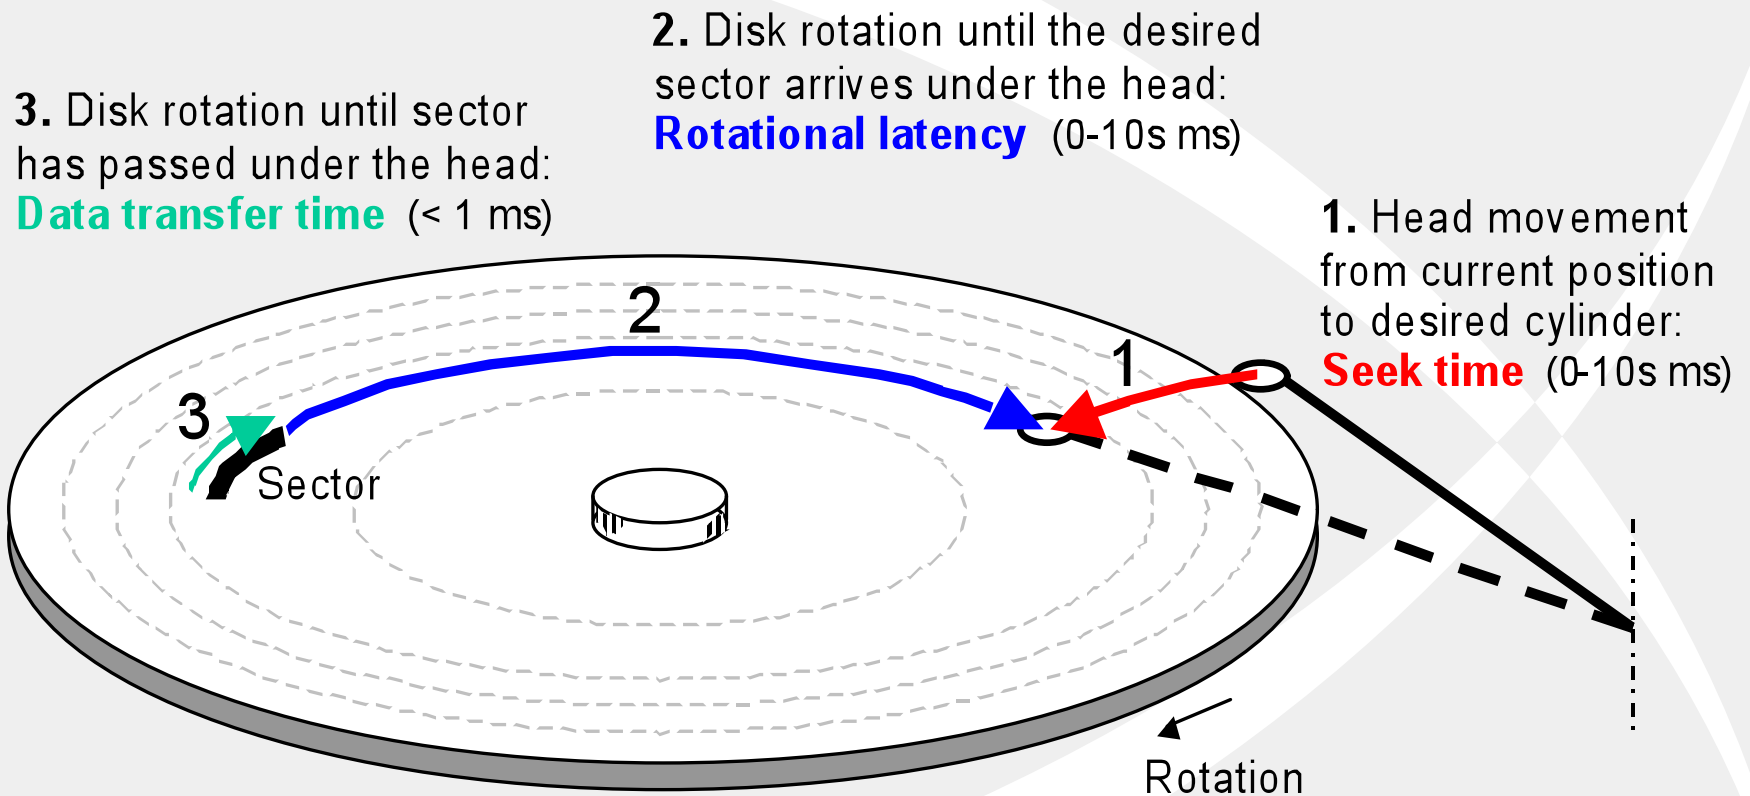 2. Disk rotation until the desired
sector arrives under the head:
Rotational latency (0-10s ms)
3. Disk rotation until sector
has passed under the head:
Data transfer time (< 1 ms)
1. Head movement
from current position
to desired cylinder:
Seek time (0-10s ms)
2
1
3
Sector
Rotation